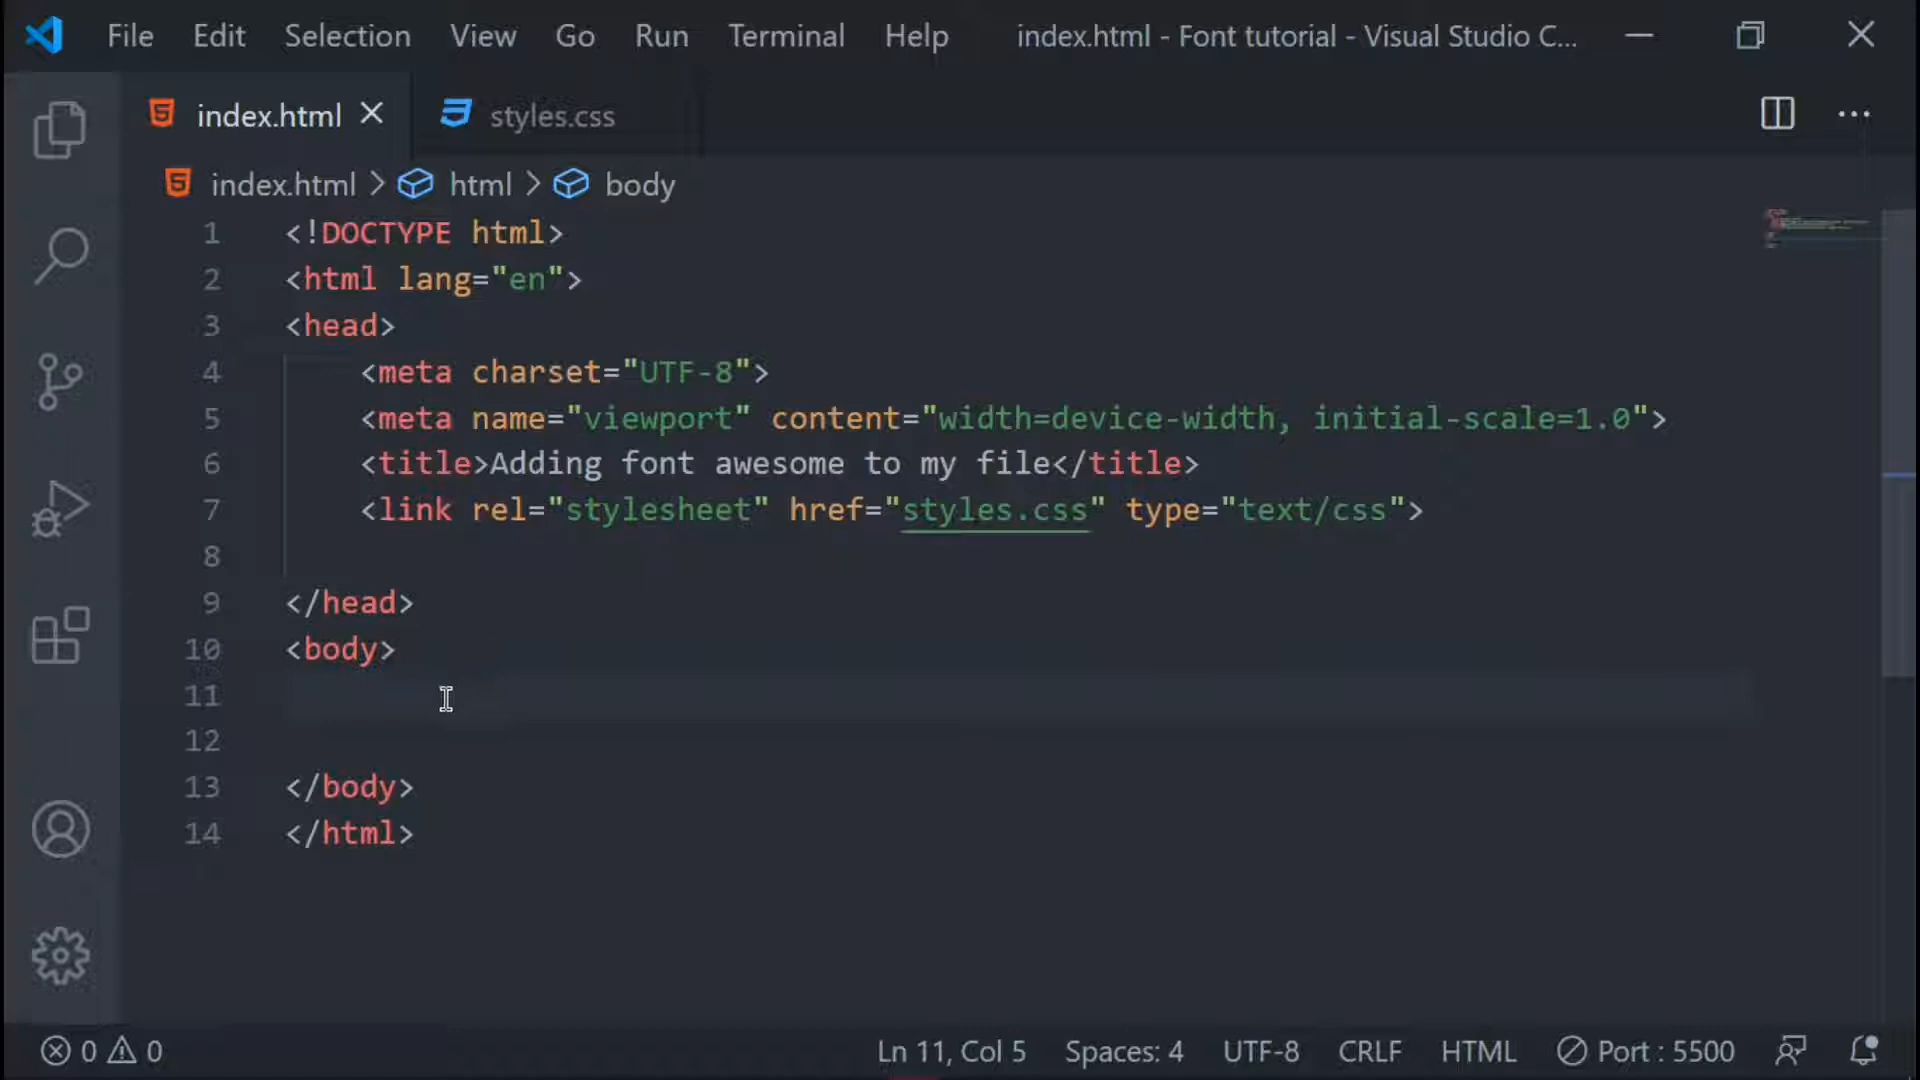 File Edit Selection View Go Run Terminal Help index.html - Font tutorial - Visual Studio C...
index.html styles.css
index.html > html > body
1 <!DOCTYPE html>
2 <html lang="en">
3 <head>
4 <meta charset="UTF-8">
5 <meta name="viewport" content="width=device-width, initial-scale=1.0">
6 <title>Adding font awesome to my file</title>
7 <link rel="stylesheet" href="styles.css" type="text/css">
8
9 </head>
10 <body>
11
12
13 </body>
14 </html>
0 0 Ln 11, Col 5 Spaces: 4 UTF-8 CRLF HTML Port : 5500